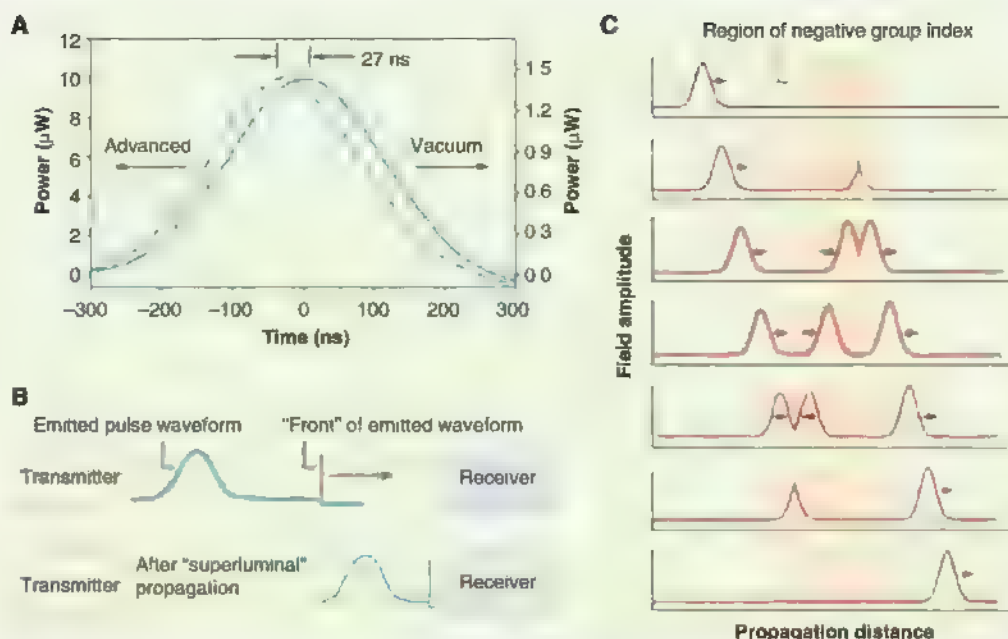 A
12
10
8
6
4
2
0
Power (μW)
27 ns
Advanced
Vacuum
1 5
1 2
0 9
0 6
0 3
0 0
Power (μW)
−300
−200
−100
0
100
200
300
Time (ns)
B
Emitted pulse waveform
"Front" of emitted waveform
Transmitter
Receiver
After "superluminal"
propagation
Transmitter
Receiver
C
Region of negative group index
Field amplitude
Propagation distance